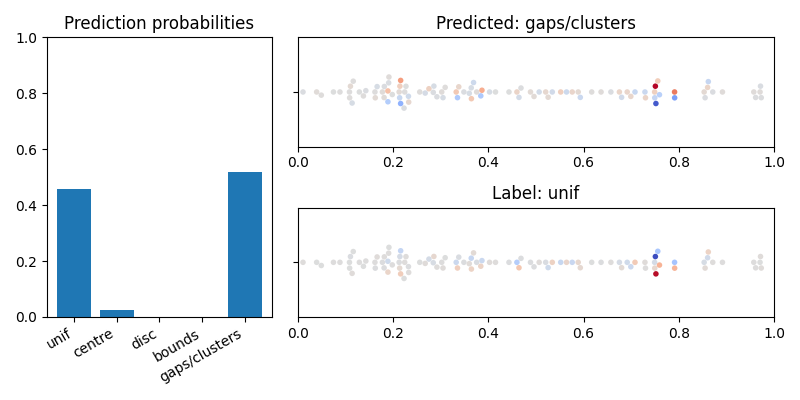 Prediction probabilities
1.0
0.8
0.6
0.4
0.2
0.0
unif
centre
disc
bounds
gaps/clusters
Predicted: gaps/clusters
0.0 0.2 0.4 0.6 0.8 1.0
Label: unif
0.0 0.2 0.4 0.6 0.8 1.0